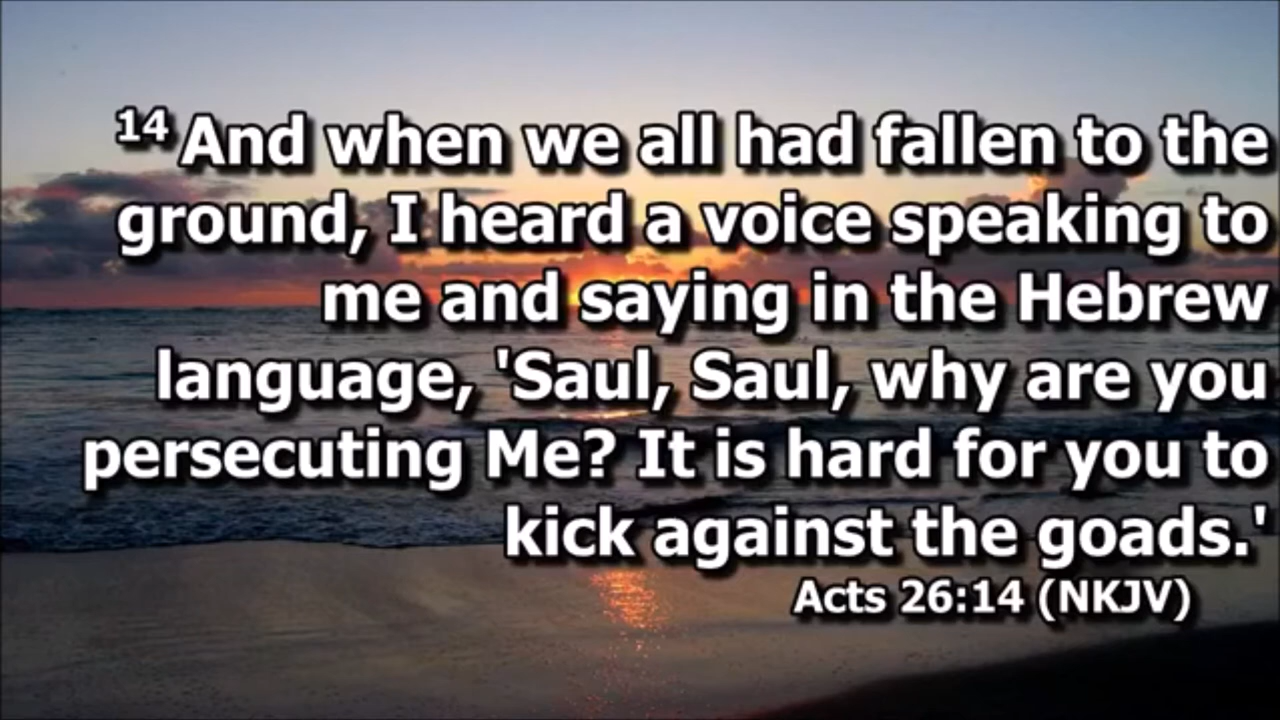 14 And when we all had fallen to the
ground, I heard a voice speaking to
me and saying in the Hebrew
language, 'Saul, Saul, why are you
persecuting Me? It is hard for you to
kick against the goads.'
Acts 26:14 (NKJV)